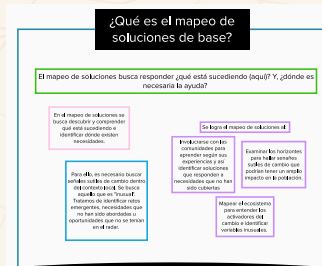 ¿Qué es el mapeo de
soluciones de base?
El mapeo de soluciones busca responder ¿qué está sucediendo (aquí)? Y, ¿dónde es
necesaria la ayuda?
En el mapeo de soluciones se
busca descubrir y comprender
qué está sucediendo e
identificar dónde existen
necesidades.
Para ello, es necesario buscar
señales sutiles de cambio dentro
del contexto local. Se busca
aquello que es "inusual".
Tratamos de identificar retos
emergentes, necesidades que
no han sido abordadas u
oportunidades que no se tenían
en el radar.
Se logra el mapeo de soluciones al:
Involucrarse con las
comunidades para
aprender según sus
experiencias y así
identificar soluciones
que responden a
necesidades que no han
sido cubiertas
Examinar los horizontes
para hallar señales
sutiles de cambio que
podrían tener un amplio
impacto en la población.
Mapear el ecosistema
para entender los
activadores del
cambio e identificar
variables inusuales.